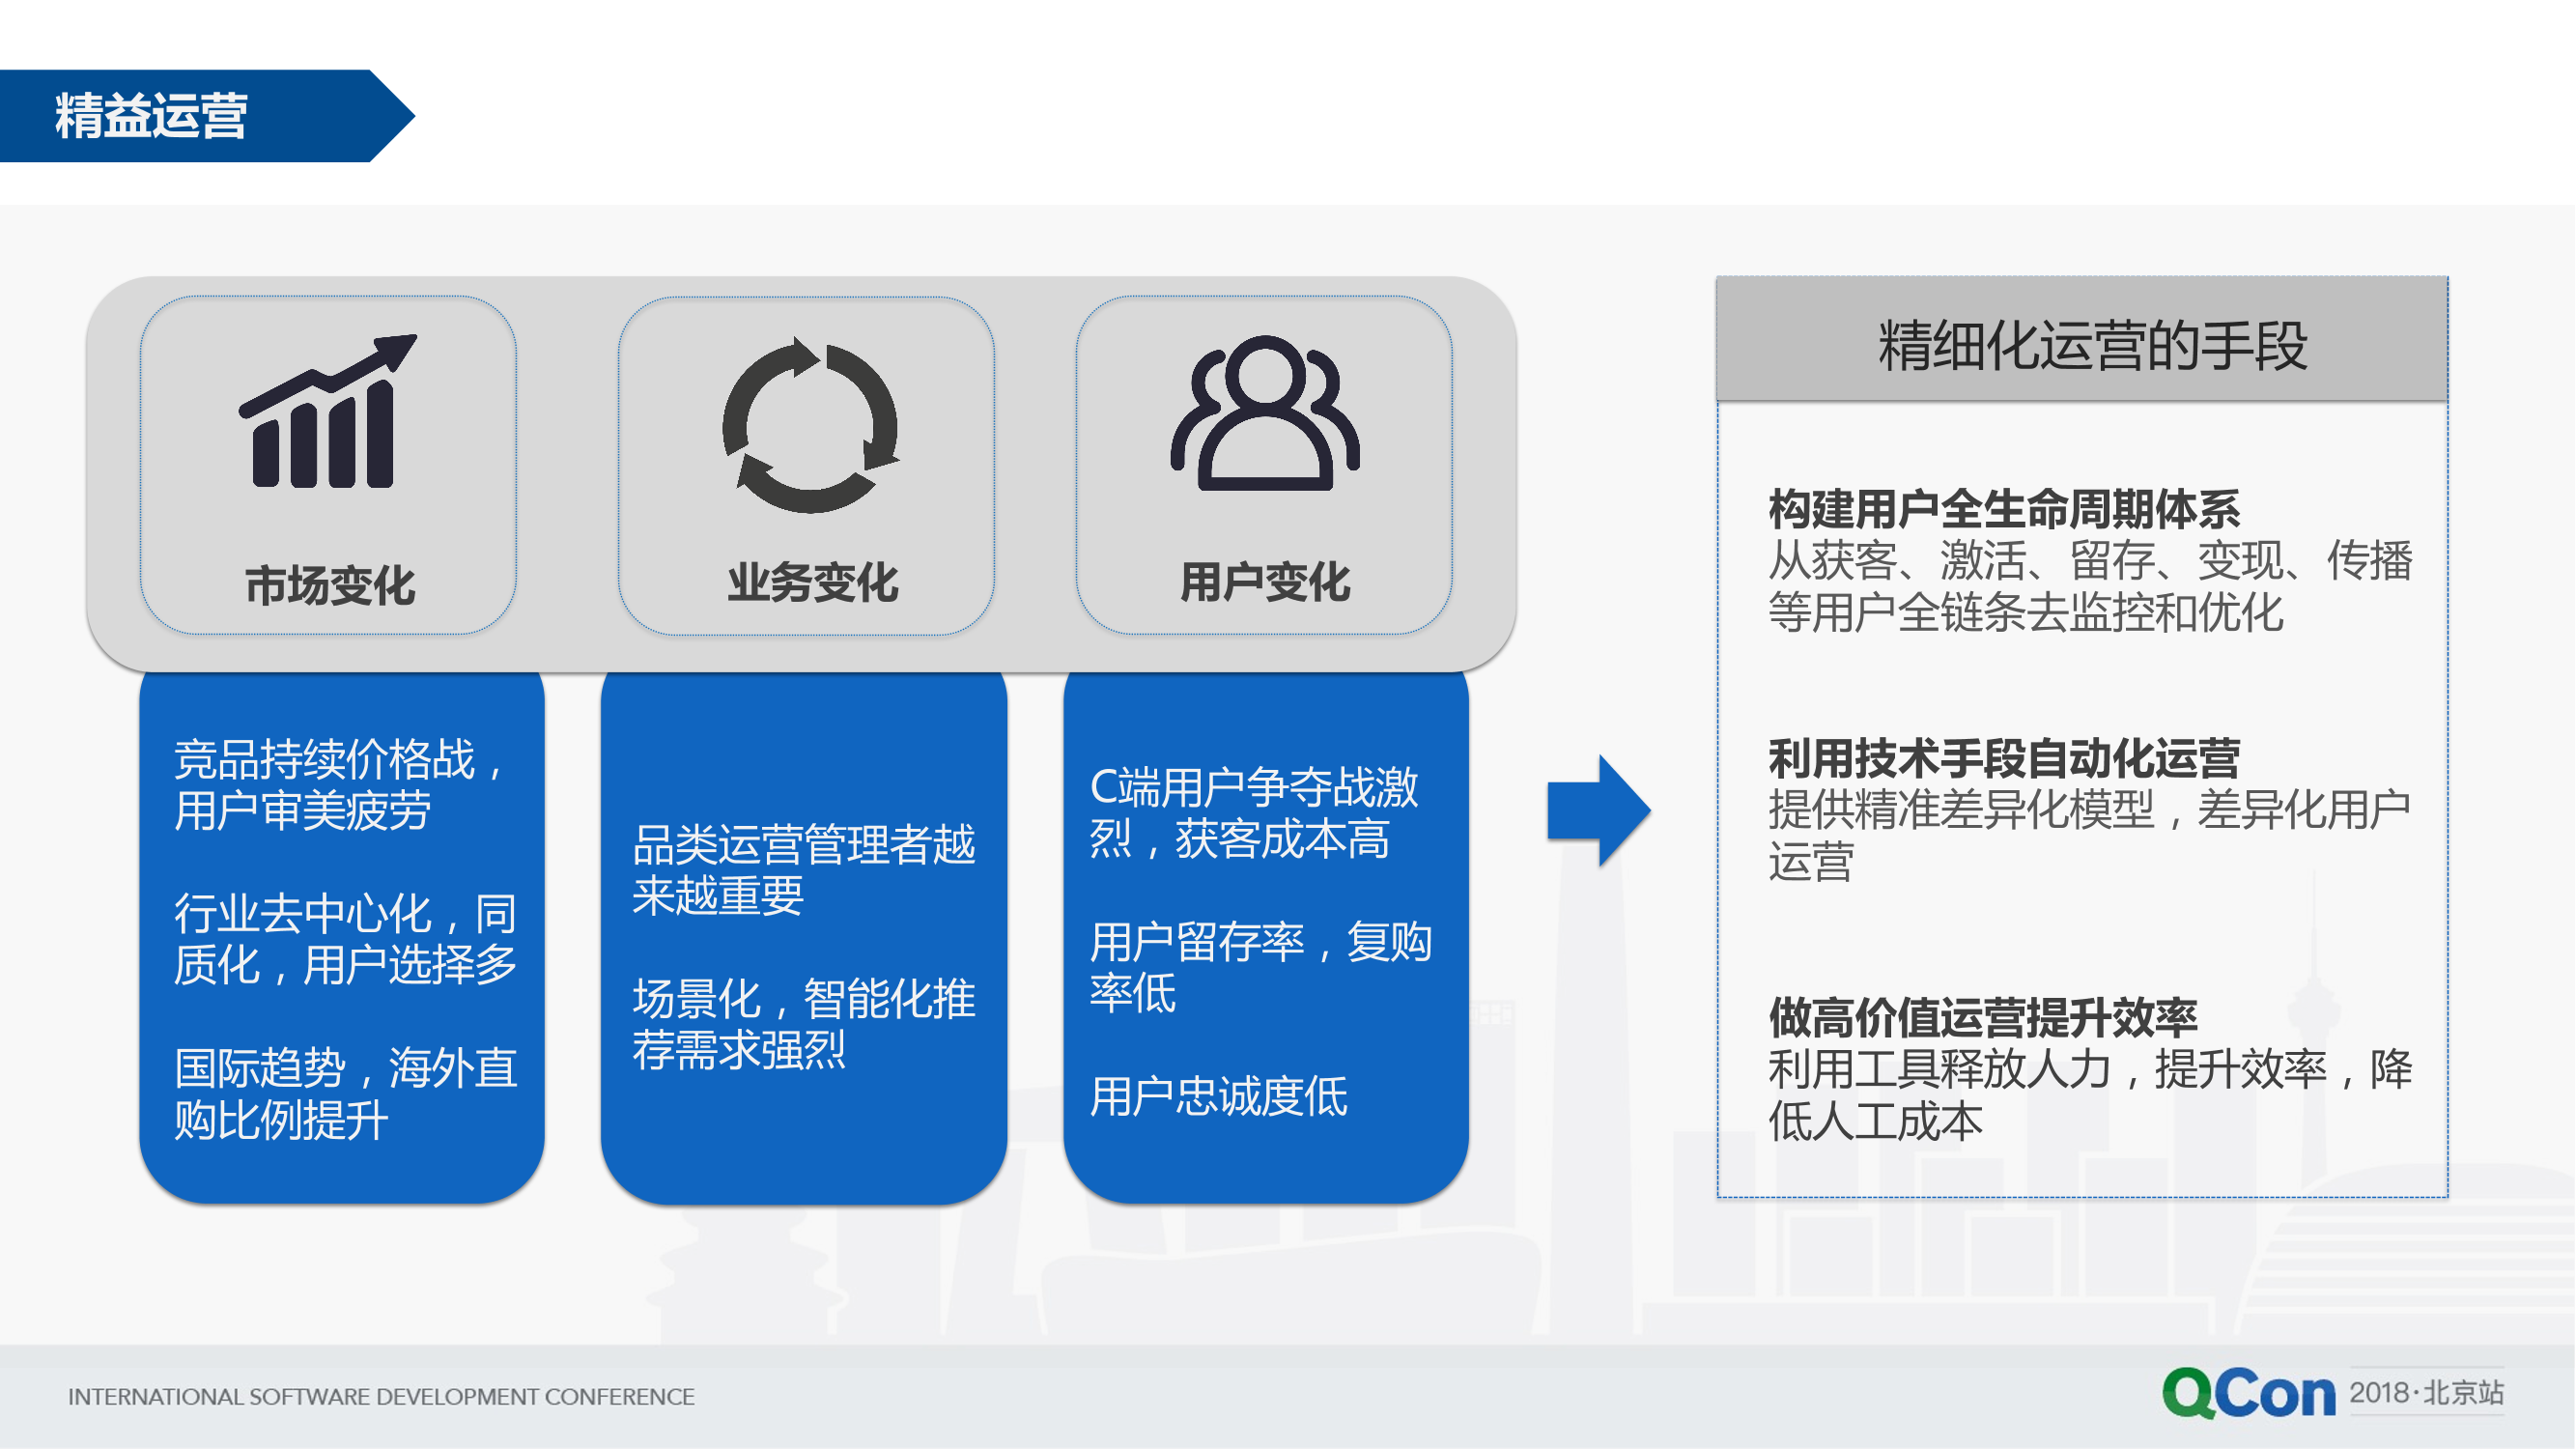 精益运营
市场变化
业务变化
用户变化
竞品持续价格战，
用户审美疲劳
行业去中心化，同
质化，用户选择多
国际趋势，海外直
购比例提升
品类运营管理者越
来越重要
场景化，智能化推
荐需求强烈
C端用户争夺战激
烈，获客成本高
用户留存率，复购
率低
用户忠诚度低
精细化运营的手段
构建用户全生命周期体系
从获客、激活、留存、变现、传播
等用户全链条去监控和优化
利用技术手段自动化运营
提供精准差异化模型，差异化用户
运营
做高价值运营提升效率
利用工具释放人力，提升效率，降
低人工成本
INTERNATIONAL SOFTWARE DEVELOPMENT CONFERENCE
QCon 2018·北京站